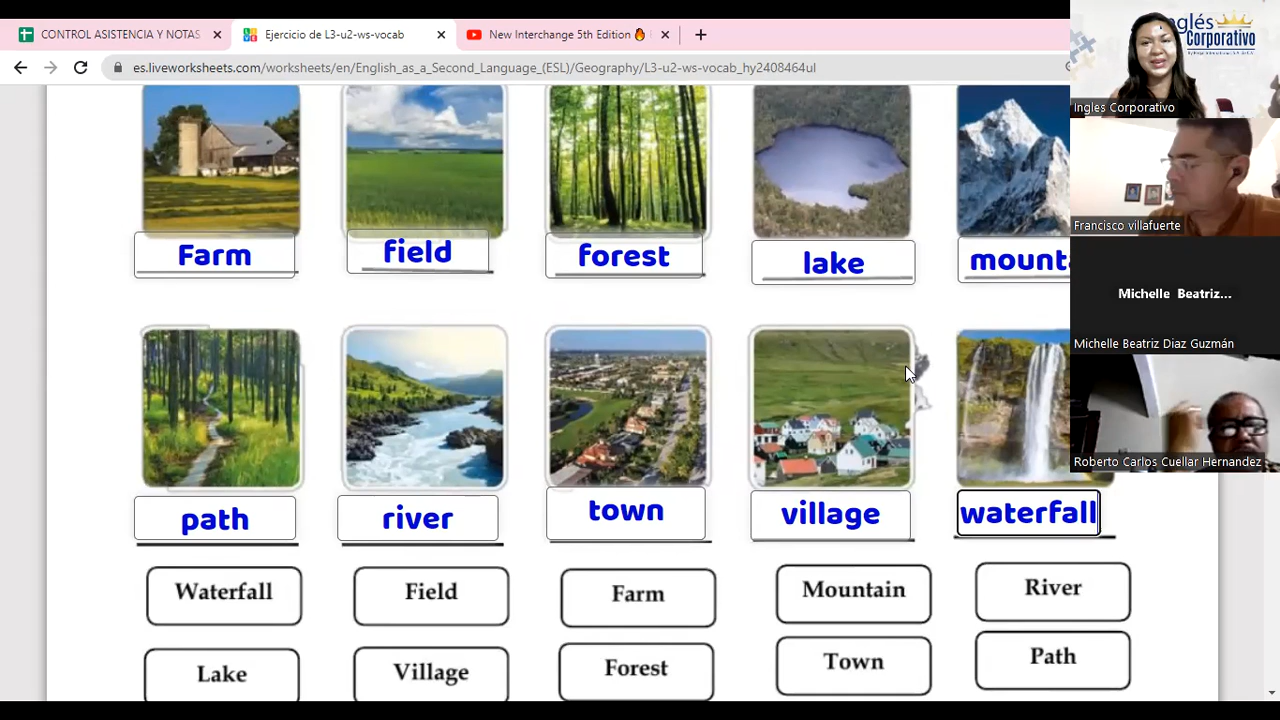 CONTROL ASISTENCIA Y NOTAS
Ejercicio de L3-u2-ws-vocab
New Interchange 5th Edition
es.liveworksheets.com/worksheets/en/English_as_a_Second_Language_(ESL)/Geography/L3-u2-ws-vocab_hy2408464ul
Inglés
Corporativo
Ingles Corporativo
Francisco villafuerte
Michelle Beatriz...
Michelle Beatriz Diaz Guzmán
Roberto Carlos Cuellar Hernandez
Farm
field
forest
lake
mount
path
river
town
village
waterfall
Waterfall
Field
Farm
Mountain
River
Lake
Village
Forest
Town
Path